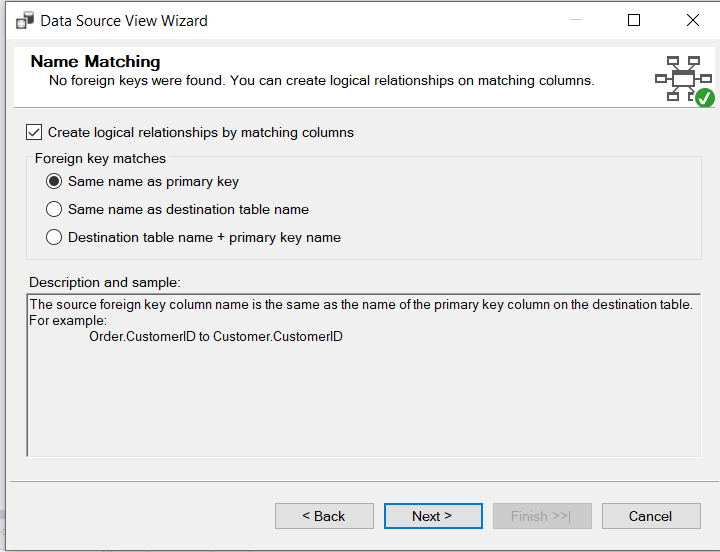 Data Source View Wizard
Name Matching
No foreign keys were found. You can create logical relationships on matching columns.
Create logical relationships by matching columns
Foreign key matches
Same name as primary key
Same name as destination table name
Destination table name + primary key name
Description and sample:
The source foreign key column name is the same as the name of the primary key column on the destination table.
For example:
Order.CustomerID to Customer.CustomerID
< Back
Next >
Finish >>|
Cancel